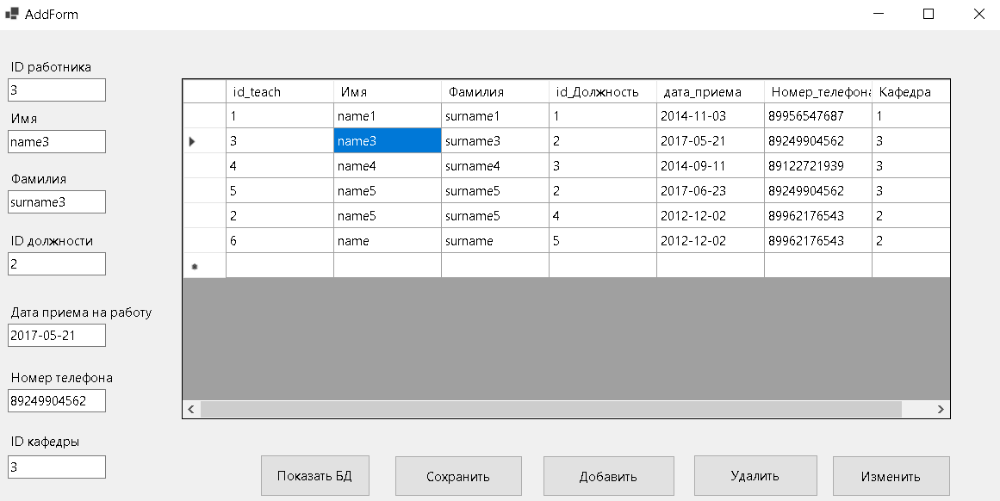 AddForm
ID работника
3
Имя
name3
Фамилия
surname3
ID должности
2
Дата приема на работу
2017-05-21
Номер телефона
89249904562
ID кафедры
3
id_teach Имя Фамилия id_Должность дата_приема Номер_телефона Кафедра
1 name1 surname1 1 2014-11-03 89956547687 1
3 name3 surname3 2 2017-05-21 89249904562 3
4 name4 surname4 3 2014-09-11 89122721939 3
5 name5 surname5 2 2017-06-23 89249904562 3
2 name5 surname5 4 2012-12-02 89962176543 2
6 name surname 5 2012-12-02 89962176543 2
Показать БД Сохранить Добавить Удалить Изменить